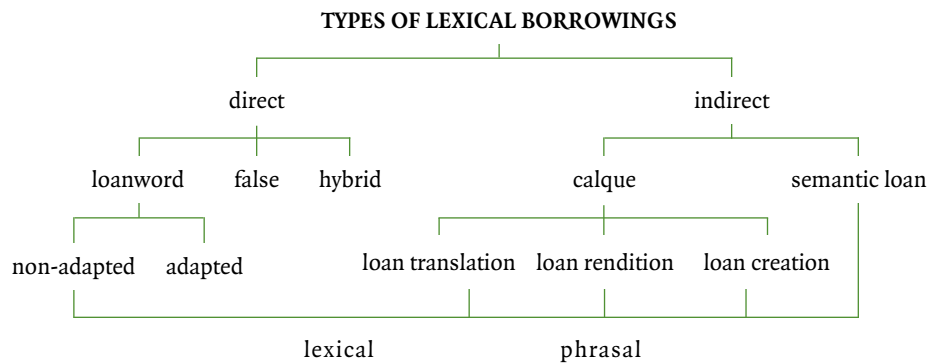 TYPES OF LEXICAL BORROWINGS
direct indirect
loanword false hybrid calque semantic loan
non-adapted adapted loan translation loan rendition loan creation
lexical phrasal